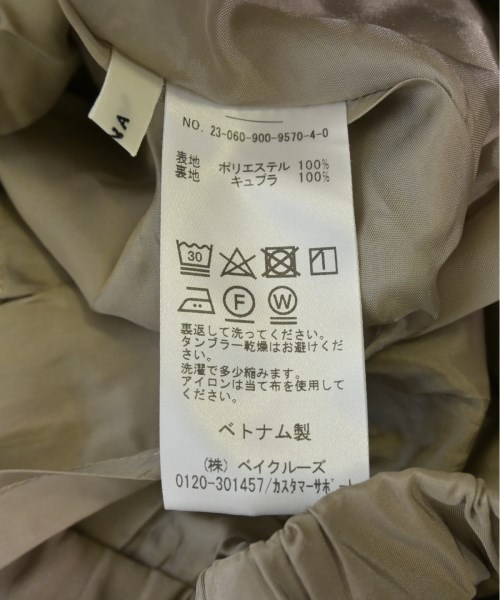 NA
NO. 23-060-900-9570-4-0
表地 ポリエステル 100%
裏地 キュプラ 100%
30
F W
裏返して洗ってください。
タンブラー乾燥はお避けくだ
さい。
洗濯で多少縮みます。
アイロンは当て布を使用して
ください。
ベトナム製
(株) ベイクルーズ
0120-301457/カスタマーサポート